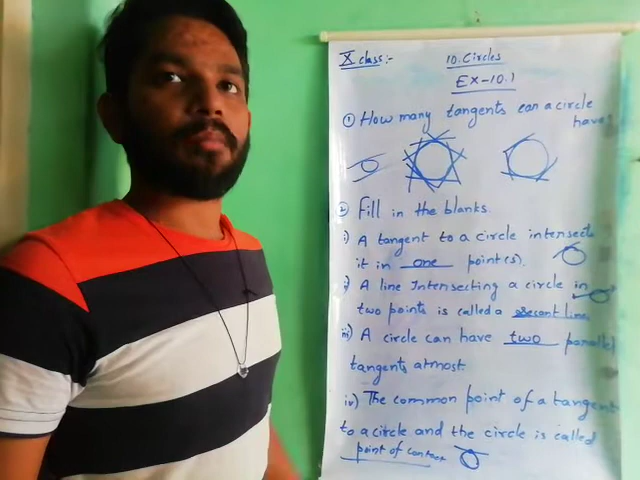 X class:-
10. Circles
EX-10.1
① How many tangents can a circle
have?
② Fill in the blanks.
i) A tangent to a circle intersects
it in one point(s).
ii) A line Intensecting a circle in
two points is called a secant line
iii) A circle can have two parallel
tangents atmost
iv) The common point of a tangent
to a circle and the circle is called
point of contact